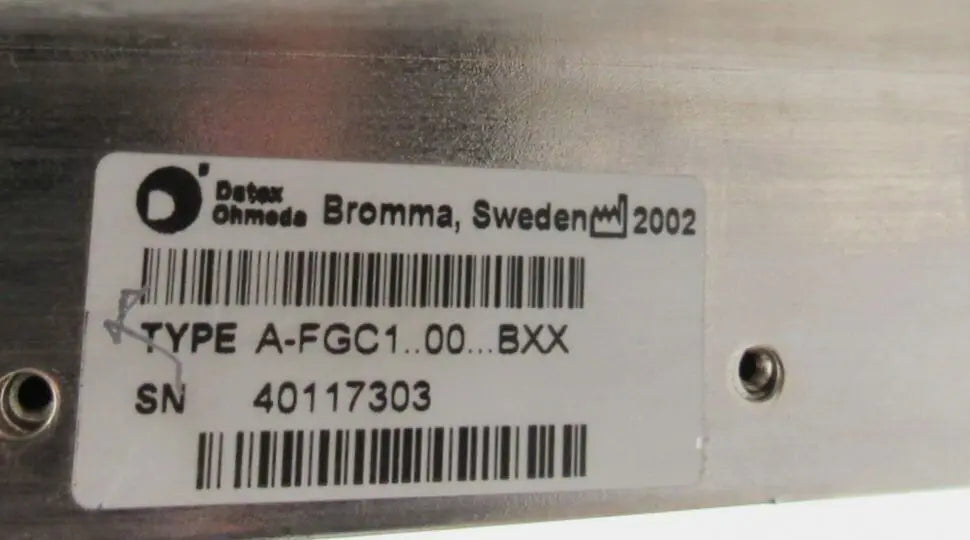 Datex
Ohmeda
Bromma, Sweden 2002
TYPE A-FGC1..00...BXX
SN 40117303